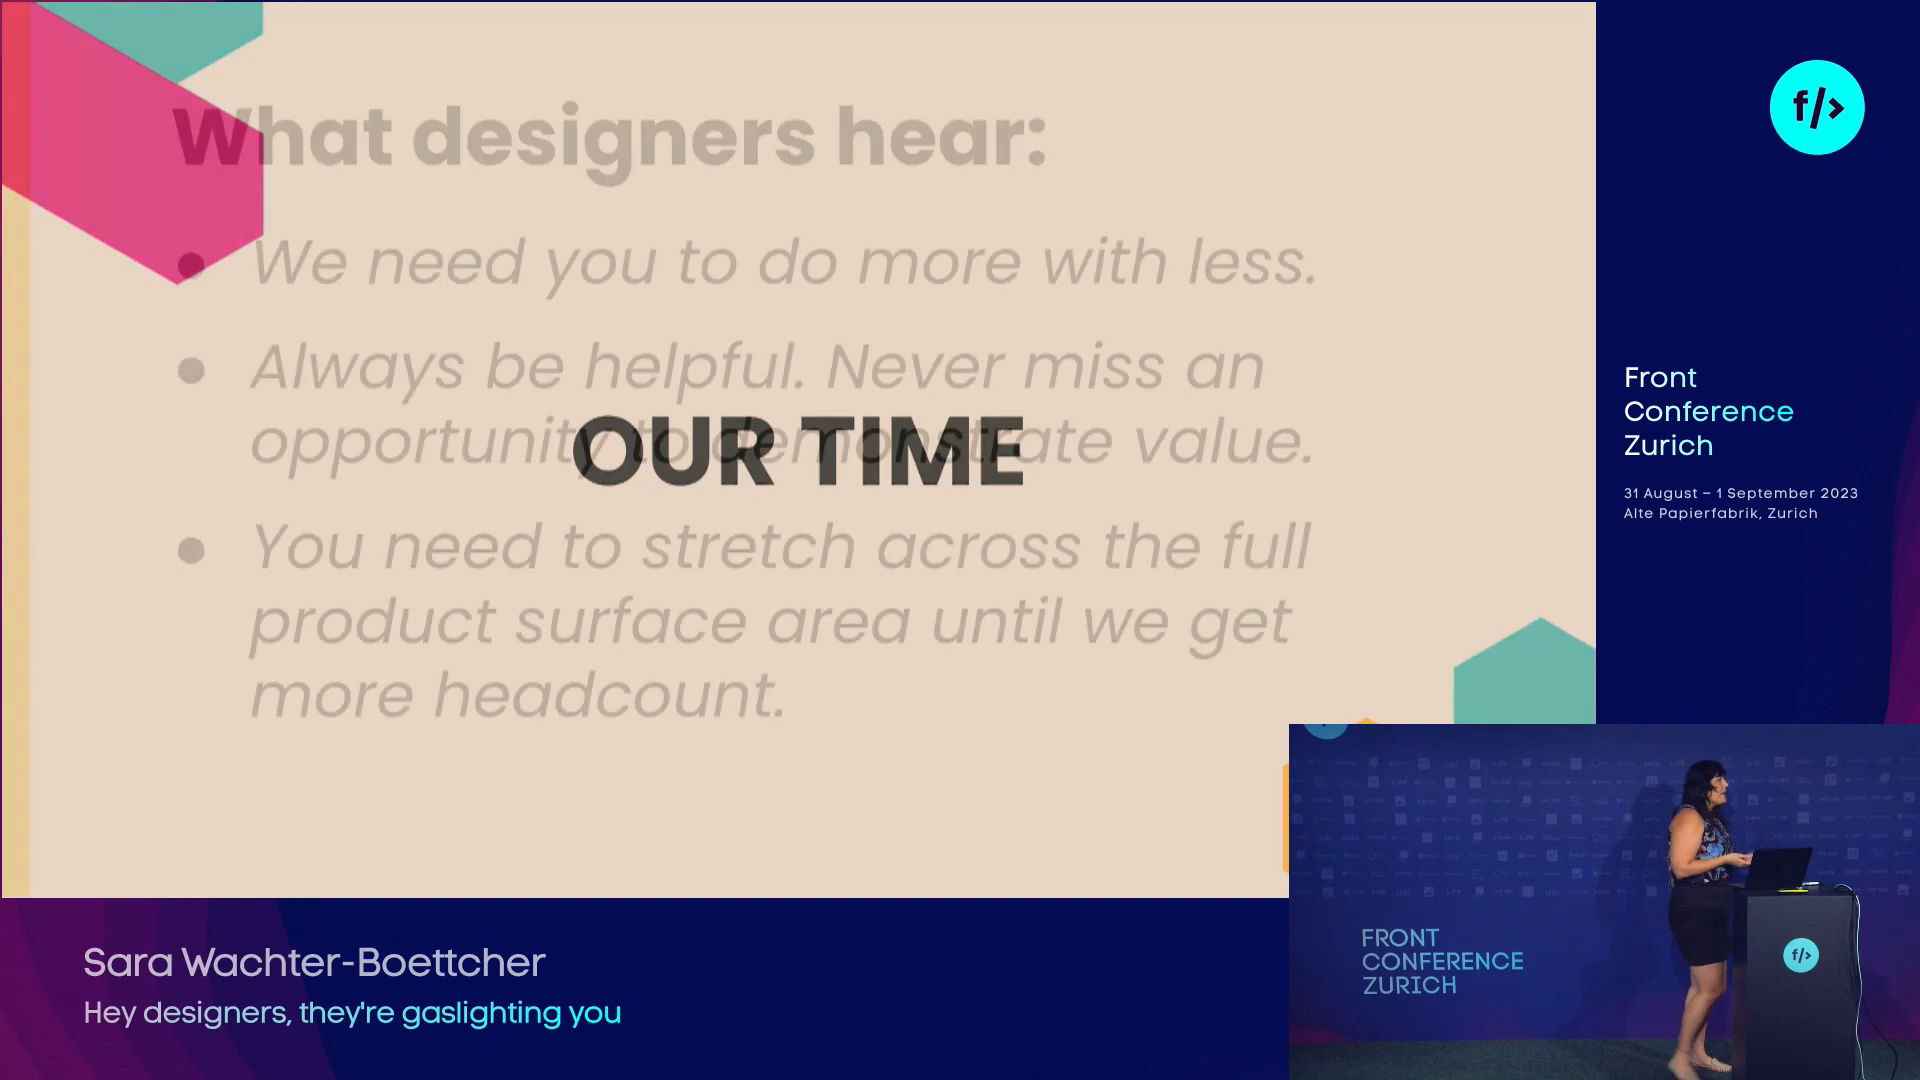 What designers hear:
• We need you to do more with less.
• Always be helpful. Never miss an
opportunity to demonstrate value.
OUR TIME
• You need to stretch across the full
product surface area until we get
more headcount.
f/>
Front
Conference
Zurich
31 August – 1 September 2023
Alte Papierfabrik, Zurich
Sara Wachter-Boettcher
Hey designers, they're gaslighting you
FRONT
CONFERENCE
ZURICH
f/>